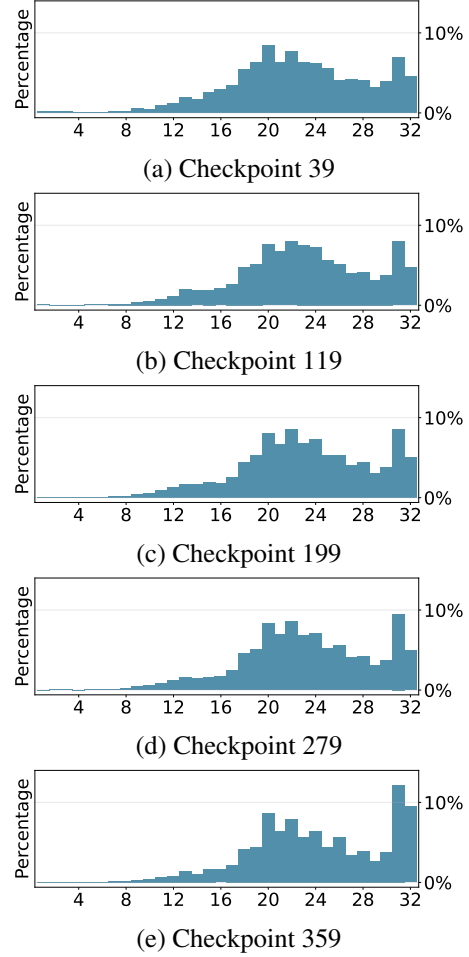 Percentage
10%
0%
4 8 12 16 20 24 28 32
(a) Checkpoint 39
Percentage
10%
0%
4 8 12 16 20 24 28 32
(b) Checkpoint 119
Percentage
10%
0%
4 8 12 16 20 24 28 32
(c) Checkpoint 199
Percentage
10%
0%
4 8 12 16 20 24 28 32
(d) Checkpoint 279
Percentage
10%
0%
4 8 12 16 20 24 28 32
(e) Checkpoint 359